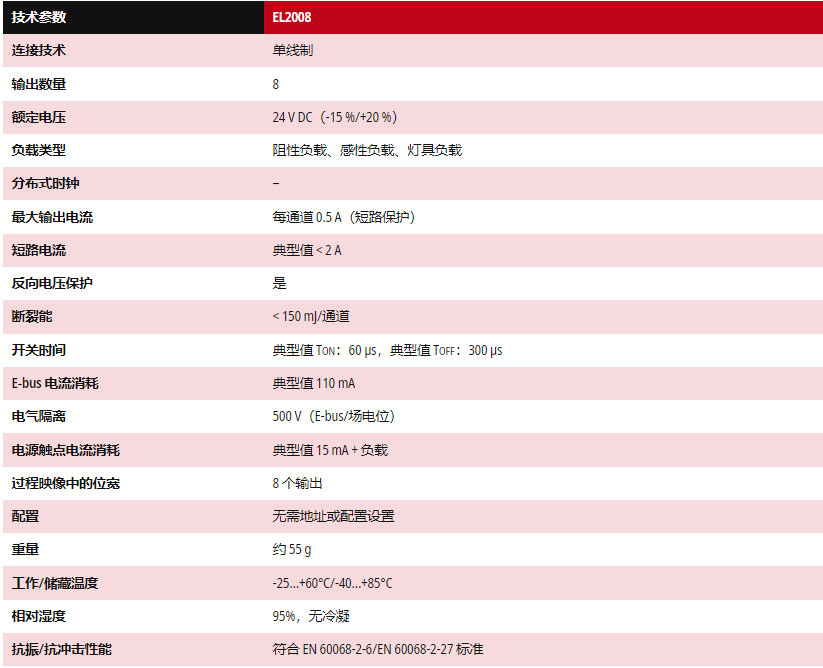 技术参数 EL2008
连接技术 单线制
输出数量 8
额定电压 24 V DC（-15 %/+20 %）
负载类型 阻性负载、感性负载、灯具负载
分布式时钟 –
最大输出电流 每通道 0.5 A（短路保护）
短路电流 典型值 < 2 A
反向电压保护 是
断裂能 < 150 mJ/通道
开关时间 典型值 TON：60 µs，典型值 TOFF：300 µs
E-bus 电流消耗 典型值 110 mA
电气隔离 500 V（E-bus/场电位）
电源触点电流消耗 典型值 15 mA + 负载
过程映像中的位宽 8 个输出
配置 无需地址或配置设置
重量 约 55 g
工作/储藏温度 -25…+60°C/-40…+85°C
相对湿度 95%，无冷凝
抗振/抗冲击性能 符合 EN 60068-2-6/EN 60068-2-27 标准